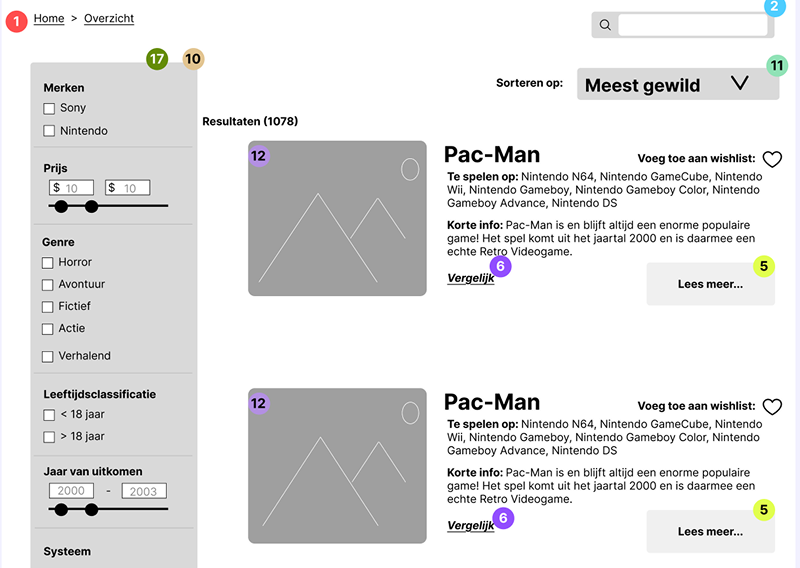 1 Home > Overzicht
2
17 10
11
Sorteren op: Meest gewild
Resultaten (1078)
Merken
Sony
Nintendo
Prijs
$ 10 $ 10
Genre
Horror
Avontuur
Fictief
Actie
Verhalend
Leeftijdsclassificatie
< 18 jaar
> 18 jaar
Jaar van uitkomen
2000 - 2003
Systeem
12
Pac-Man
Voeg toe aan wishlist:
Te spelen op: Nintendo N64, Nintendo GameCube, Nintendo
Wii, Nintendo Gameboy, Nintendo Gameboy Color, Nintendo
Gameboy Advance, Nintendo DS
Korte info: Pac-Man is en blijft altijd een enorme populaire
game! Het spel komt uit het jaartal 2000 en is daarmee een
echte Retro Videogame.
Vergelijk 6
5
Lees meer...
12
Pac-Man
Voeg toe aan wishlist:
Te spelen op: Nintendo N64, Nintendo GameCube, Nintendo
Wii, Nintendo Gameboy, Nintendo Gameboy Color, Nintendo
Gameboy Advance, Nintendo DS
Korte info: Pac-Man is en blijft altijd een enorme populaire
game! Het spel komt uit het jaartal 2000 en is daarmee een
echte Retro Videogame.
Vergelijk 6
5
Lees meer...